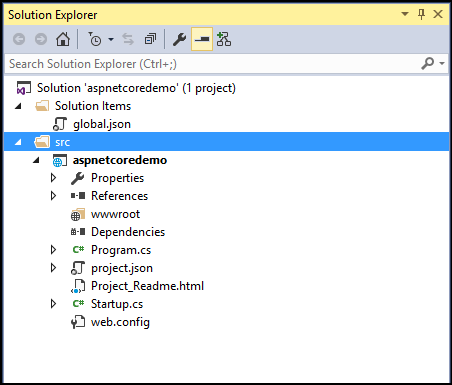 Solution Explorer
Search Solution Explorer (Ctrl+;)
Solution 'aspnetcoredemo' (1 project)
Solution Items
global.json
src
aspnetcoredemo
Properties
References
wwwroot
Dependencies
C# Program.cs
project.json
Project_Readme.html
C# Startup.cs
web.config